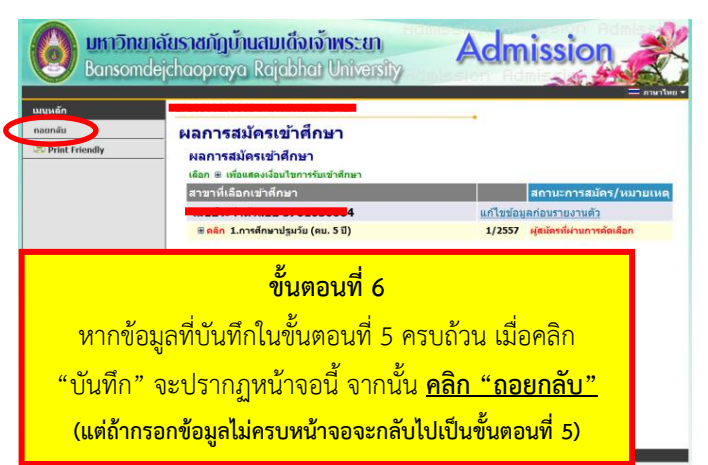 มหาวิทยาลัยราชภัฏบ้านสมเด็จเจ้าพระยา
Bansomdejchaopraya Rajabhat University
Admission
ภาษาไทย
เมนูหลัก
ถอยกลับ
Print Friendly
ผลการสมัครเข้าศึกษา
ผลการสมัครเข้าศึกษา
เลือก เพื่อแสดงเงื่อนไขการรับเข้าศึกษา
สาขาที่เลือกเข้าศึกษา สถานะการสมัคร/หมายเหตุ
แก้ไขข้อมูลก่อนรายงานตัว
คลิก 1.การศึกษาปฐมวัย (คบ. 5 ปี) 1/2557 ผู้สมัครที่ผ่านการคัดเลือก
ขั้นตอนที่ 6
หากข้อมูลที่บันทึกในขั้นตอนที่ 5 ครบถ้วน เมื่อคลิก
“บันทึก” จะปรากฏหน้าจอนี้ จากนั้น คลิก “ถอยกลับ”
(แต่ถ้ากรอกข้อมูลไม่ครบหน้าจอจะกลับไปเป็นขั้นตอนที่ 5)